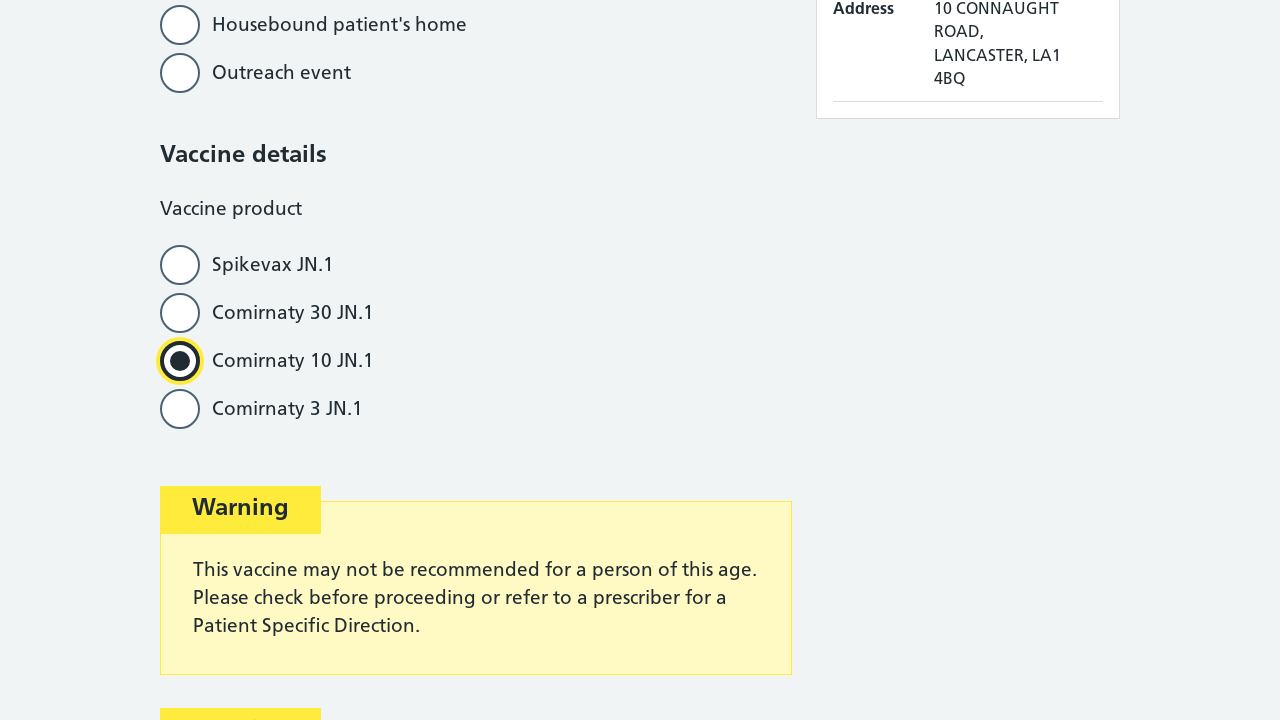 Housebound patient's home
Outreach event
Address
10 CONNAUGHT
ROAD,
LANCASTER, LA1
4BQ
Vaccine details
Vaccine product
Spikevax JN.1
Comirnaty 30 JN.1
Comirnaty 10 JN.1
Comirnaty 3 JN.1
Warning
This vaccine may not be recommended for a person of this age.
Please check before proceeding or refer to a prescriber for a
Patient Specific Direction.